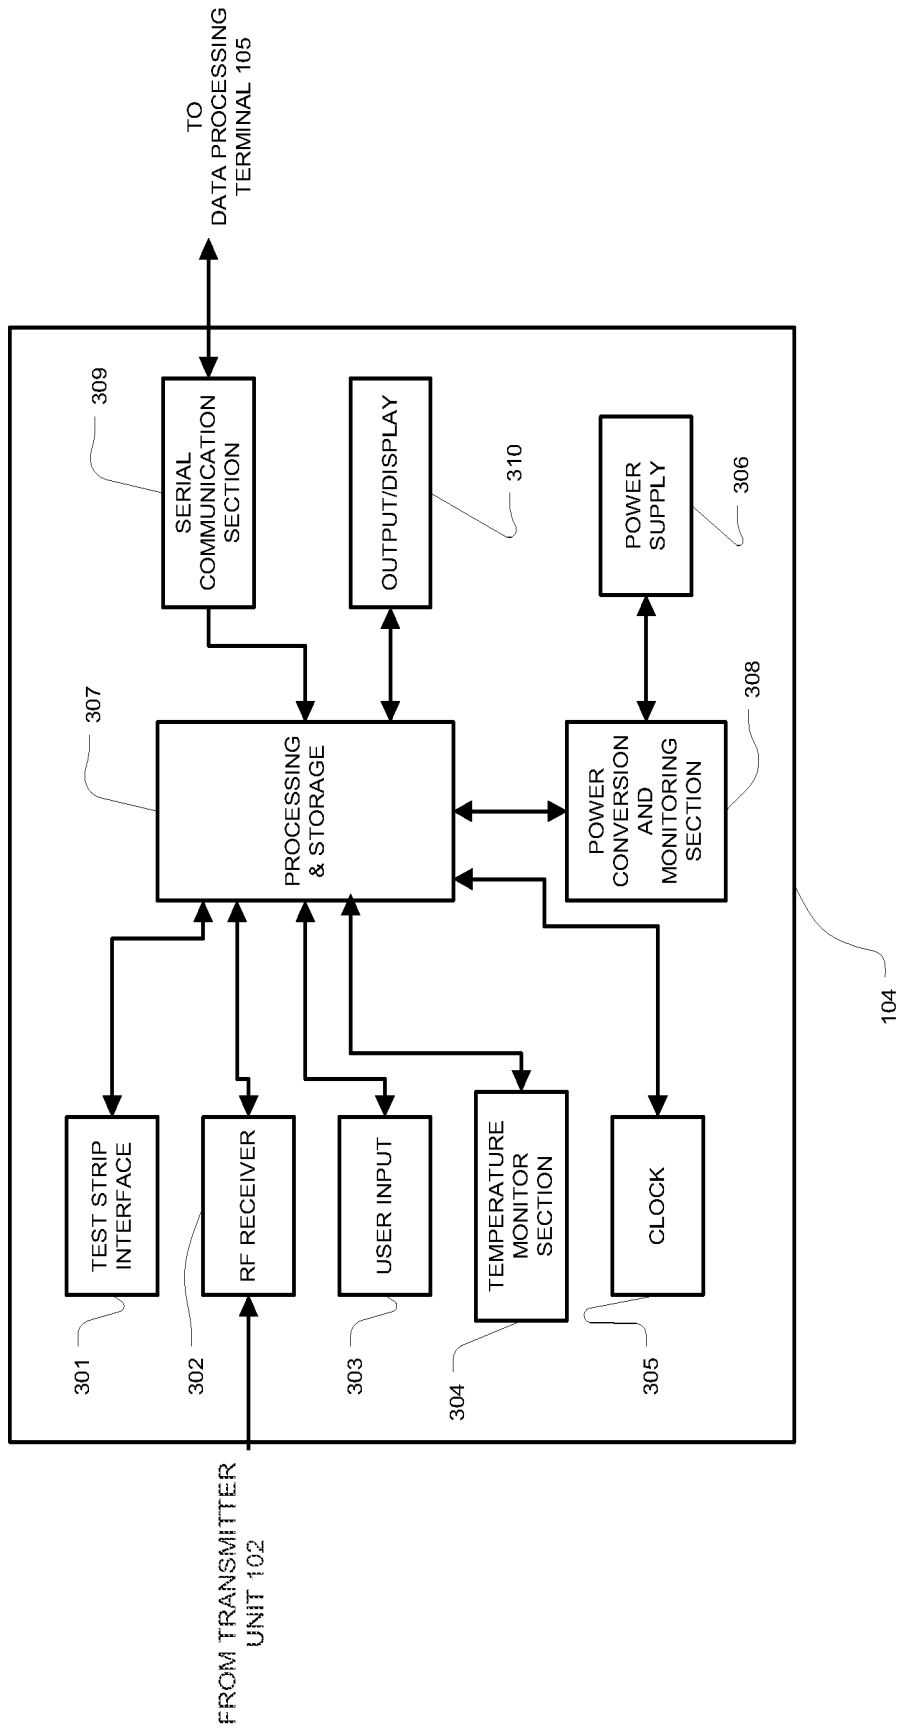 FROM TRANSMITTER
UNIT 102
301
TEST STRIP
INTERFACE
302
RF RECEIVER
303
USER INPUT
304
TEMPERATURE
MONITOR
SECTION
305
CLOCK
307
PROCESSING
& STORAGE
308
POWER
CONVERSION
AND
MONITORING
SECTION
309
SERIAL
COMMUNICATION
SECTION
OUTPUT/DISPLAY
310
POWER
SUPPLY
306
TO
DATA PROCESSING
TERMINAL 105
104